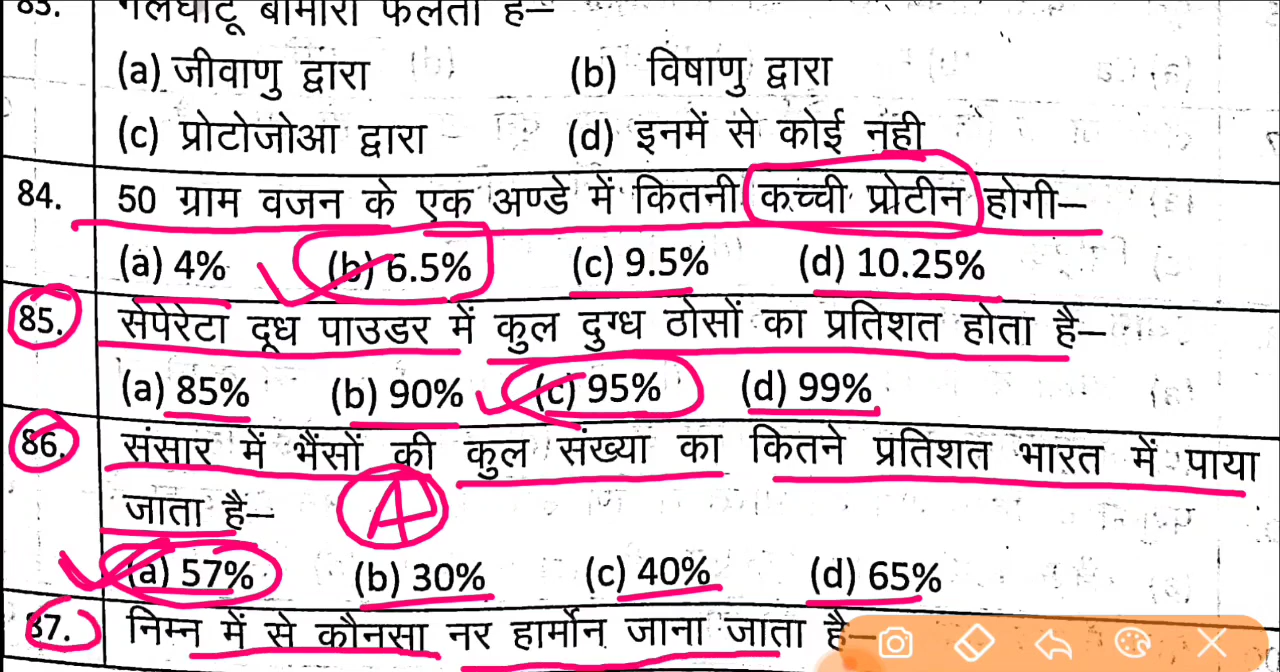 83. गलघोंटू बीमारी फैलती है—
(a) जीवाणु द्वारा (b) विषाणु द्वारा
(c) प्रोटोजोआ द्वारा (d) इनमें से कोई नही
84. 50 ग्राम वजन के एक अण्डे में कितनी कच्ची प्रोटीन होगी—
(a) 4% (b) 6.5% (c) 9.5% (d) 10.25%
85. सेपेरेटा दूध पाउडर में कुल दुग्ध ठोसों का प्रतिशत होता है—
(a) 85% (b) 90% (c) 95% (d) 99%
86. संसार में भैंसों की कुल संख्या का कितने प्रतिशत भारत में पाया
जाता है— A
(a) 57% (b) 30% (c) 40% (d) 65%
87. निम्न में से कौनसा नर हार्मोन जाना जाता है—